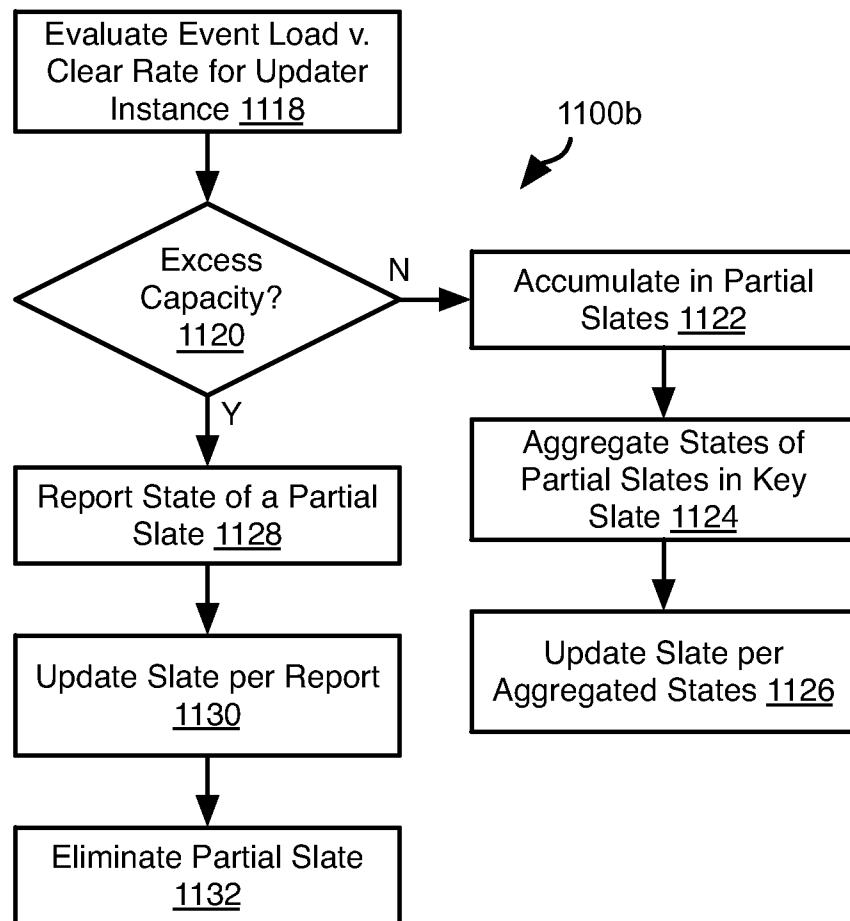 Evaluate Event Load v.
Clear Rate for Updater
Instance 1118
1100b
Excess
Capacity?
1120
N
Accumulate in Partial
Slates 1122
Y
Aggregate States of
Partial Slates in Key
Slate 1124
Report State of a Partial
Slate 1128
Update Slate per Report
1130
Update Slate per
Aggregated States 1126
Eliminate Partial Slate
1132